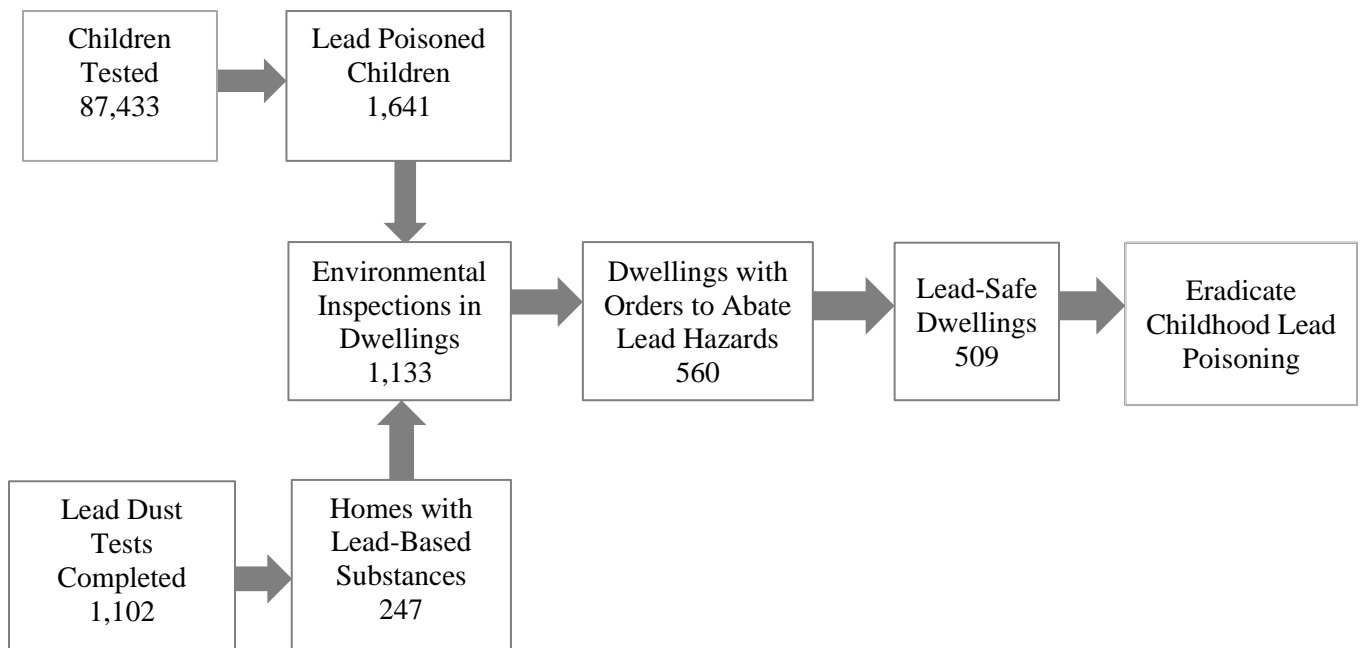 Children
Tested
87,433
Lead Poisoned
Children
1,641
Environmental
Inspections in
Dwellings
1,133
Dwellings with
Orders to Abate
Lead Hazards
560
Lead-Safe
Dwellings
509
Eradicate
Childhood Lead
Poisoning
Lead Dust
Tests
Completed
1,102
Homes with
Lead-Based
Substances
247